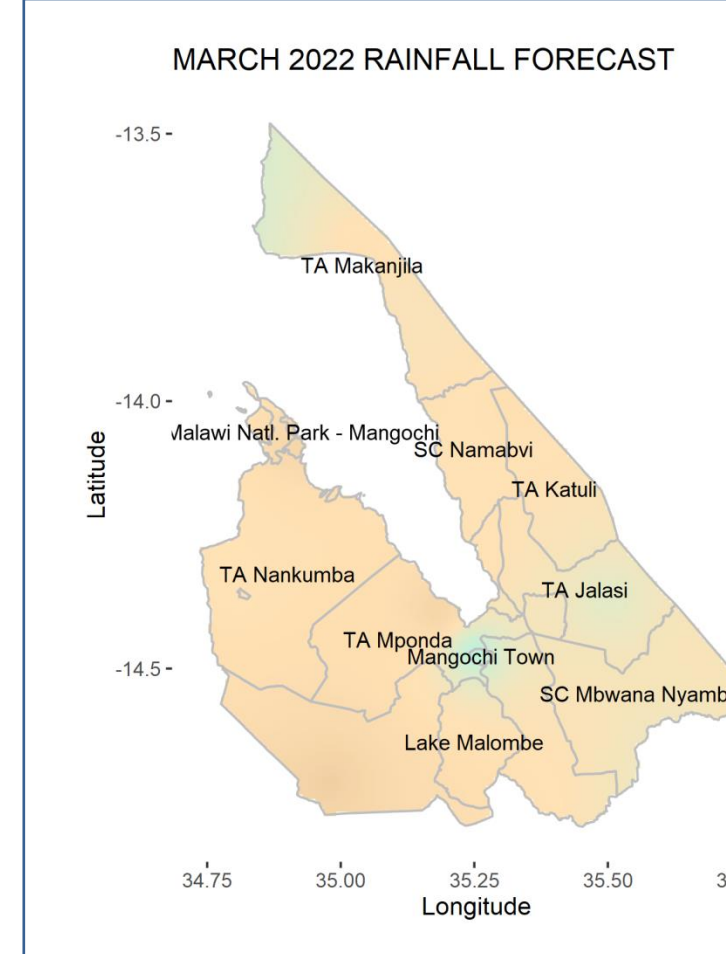 MARCH 2022 RAINFALL FORECAST
-13.5
TA Makanjila
-14.0
Malawi Natl. Park - Mangochi
SC Namabvi
TA Katuli
Latitude
TA Nankumba
TA Jalasi
TA Mponda
Mangochi Town
-14.5
SC Mbwana Nyamb
Lake Malombe
34.75 35.00 35.25 35.50
Longitude